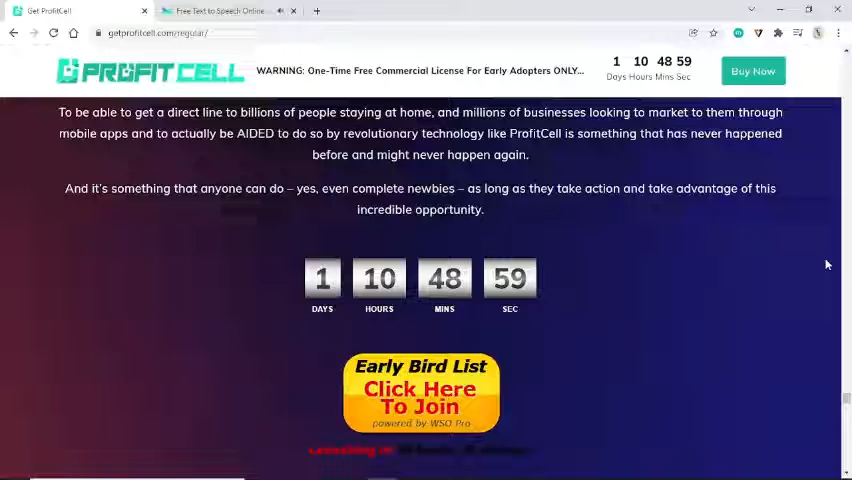 Get ProfitCell
Free Text to Speech Online
getprofitcell.com/regular/
PROFIT CELL
WARNING: One-Time Free Commercial License For Early Adopters ONLY...
1 10 48 59
Days Hours Mins Sec
Buy Now
To be able to get a direct line to billions of people staying at home, and millions of businesses looking to market to them through
mobile apps and to actually be AIDED to do so by revolutionary technology like ProfitCell is something that has never happened
before and might never happen again.
And it's something that anyone can do – yes, even complete newbies – as long as they take action and take advantage of this
incredible opportunity.
1 10 48 59
DAYS HOURS MINS SEC
Early Bird List
Click Here
To Join
powered by WSO Pro